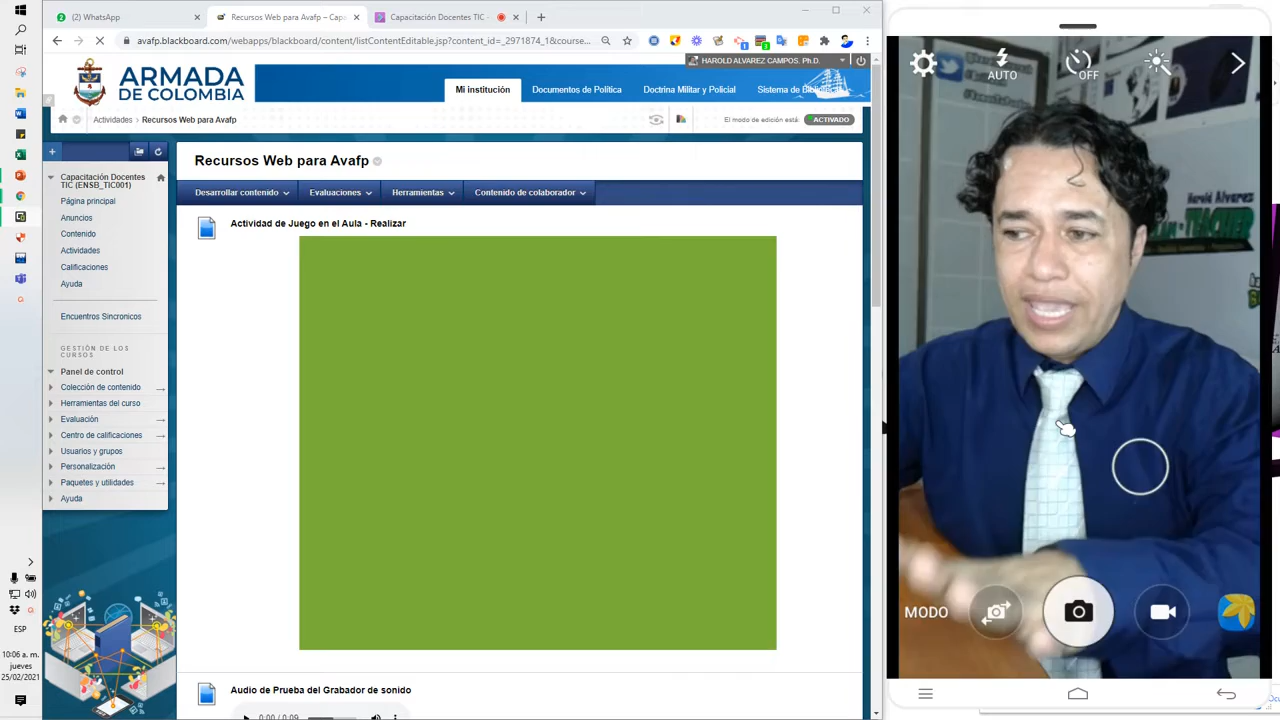 (2) WhatsApp
Recursos Web para Avafp – Capa
Capacitación Docentes TIC –
avafp.blackboard.com/webapps/blackboard/content/listContentEditable.jsp?content_id=_2971874_1&course...
HAROLD ALVAREZ CAMPOS, Ph.D.
ARMADA
DE COLOMBIA
Mi institución
Documentos de Política
Doctrina Militar y Policial
Sistema de
Actividades
Recursos Web para Avafp
El modo de edición está:
ACTIVADO
Capacitación Docentes
TIC (ENSB_TIC001)
Página principal
Anuncios
Contenido
Actividades
Calificaciones
Ayuda
Encuentros Sincronicos
GESTIÓN DE LOS
CURSOS
Panel de control
Colección de contenido
Herramientas del curso
Evaluación
Centro de calificaciones
Usuarios y grupos
Personalización
Paquetes y utilidades
Ayuda
Recursos Web para Avafp
Desarrollar contenido
Evaluaciones
Herramientas
Contenido de colaborador
Actividad de Juego en el Aula - Realizar
Audio de Prueba del Grabador de sonido
0:00 / 0:09
ESP
10:06 a. m.
jueves
25/02/2021
AUTO
OFF
Harold Alvarez
TEACHER
MODO